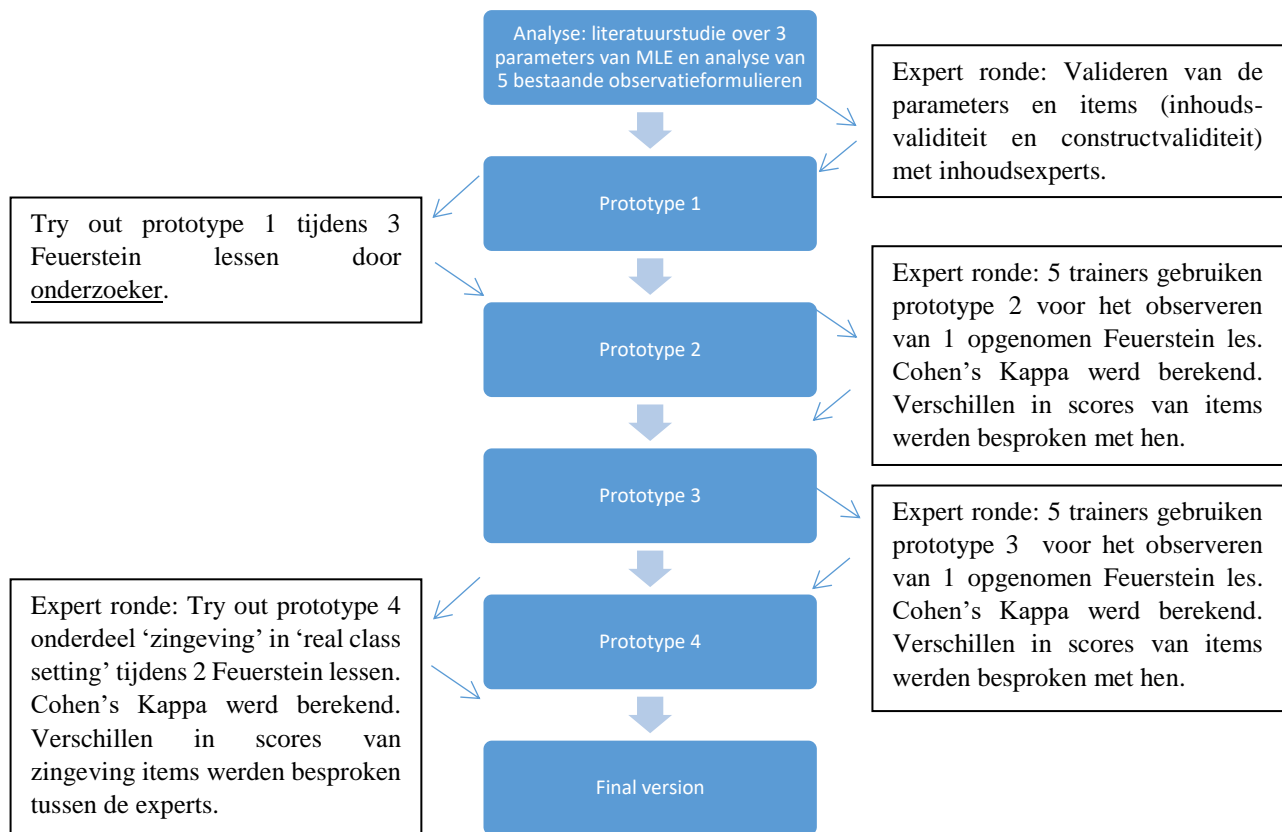 Analyse: literatuurstudie over 3
parameters van MLE en analyse van
5 bestaande observatieformulieren
Expert ronde: Valideren van de
parameters en items (inhouds-
validiteit en constructvaliditeit)
met inhoudsexperts.
Prototype 1
Try out prototype 1 tijdens 3
Feuerstein lessen door
onderzoeker.
Prototype 2
Expert ronde: 5 trainers gebruiken
prototype 2 voor het observeren
van 1 opgenomen Feuerstein les.
Cohen’s Kappa werd berekend.
Verschillen in scores van items
werden besproken met hen.
Prototype 3
Expert ronde: 5 trainers gebruiken
prototype 3 voor het observeren
van 1 opgenomen Feuerstein les.
Cohen’s Kappa werd berekend.
Verschillen in scores van items
werden besproken met hen.
Prototype 4
Expert ronde: Try out prototype 4
onderdeel ‘zingeving’ in ‘real class
setting’ tijdens 2 Feuerstein lessen.
Cohen’s Kappa werd berekend.
Verschillen in scores van
zingeving items werden besproken
tussen de experts.
Final version